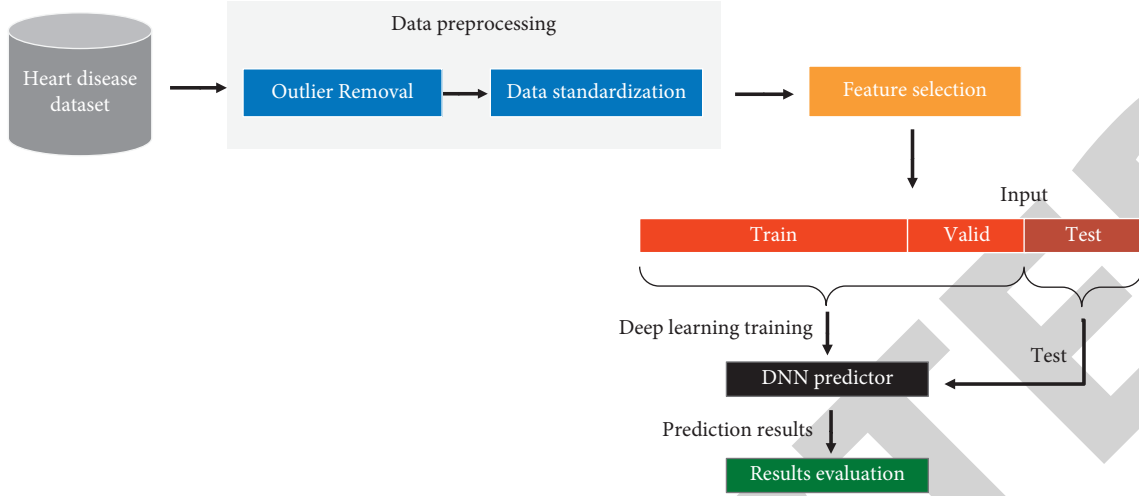 Data preprocessing
Heart disease
dataset
Outlier Removal
Data standardization
Feature selection
Input
Train
Valid
Test
Deep learning training
Test
DNN predictor
Prediction results
Results evaluation